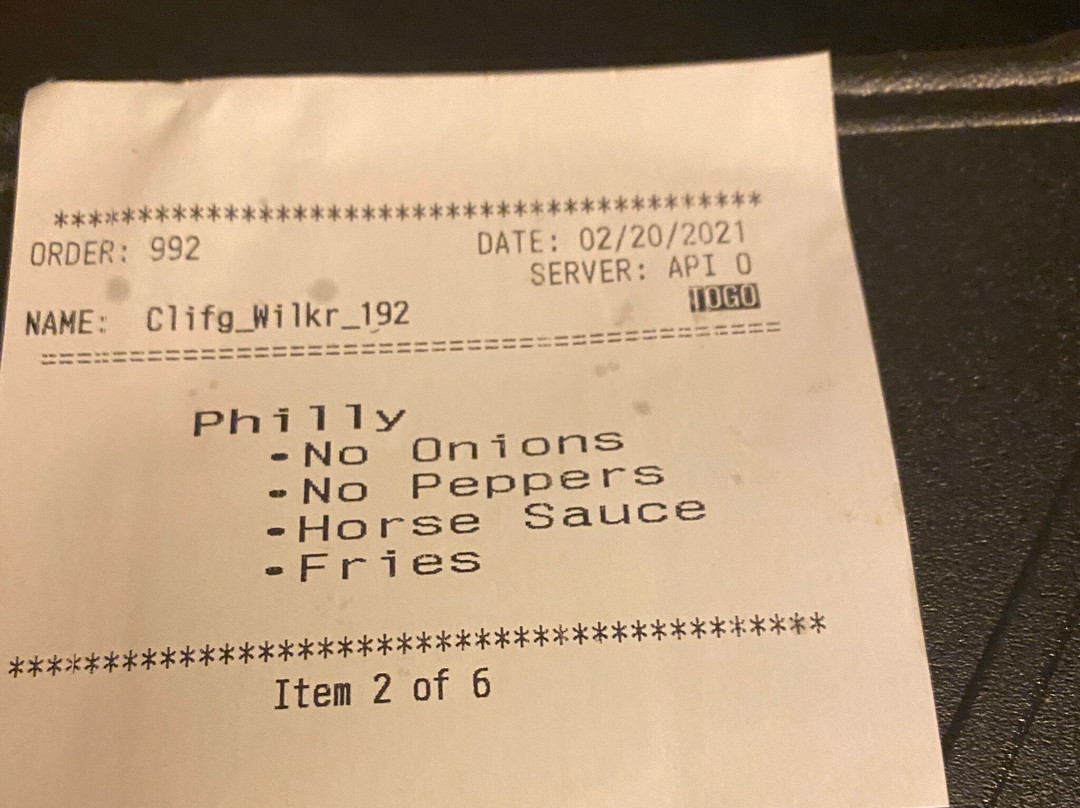 ******************************************
ORDER: 992 DATE: 02/20/2021
SERVER: API O
TOGO
NAME: Clifg_Wilkr_192
==========================================
Philly
-No Onions
-No Peppers
-Horse Sauce
-Fries
******************************************
Item 2 of 6